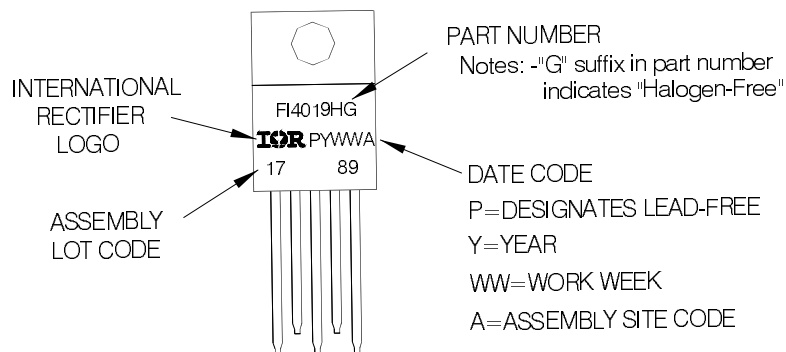 PART NUMBER
Notes: -"G" suffix in part number
indicates "Halogen-Free"
INTERNATIONAL
RECTIFIER
LOGO
FI4019HG
IOR PYWWA
17 89
ASSEMBLY
LOT CODE
DATE CODE
P=DESIGNATES LEAD-FREE
Y=YEAR
WW=WORK WEEK
A=ASSEMBLY SITE CODE